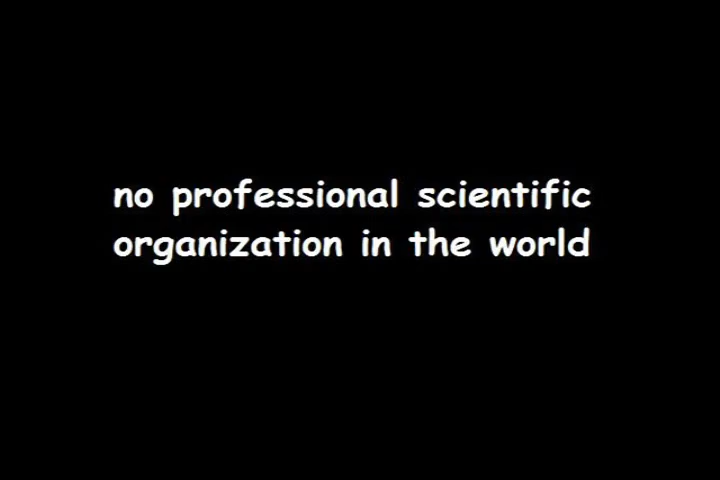 no professional scientific
organization in the world